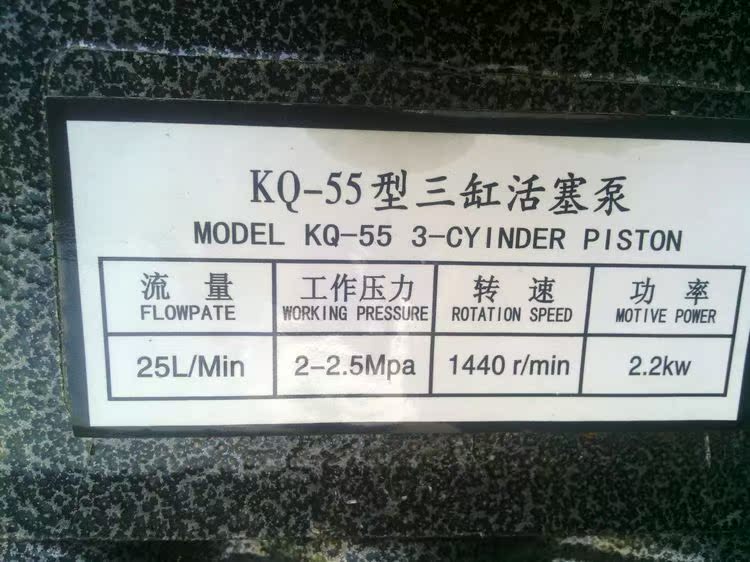 KQ-55型三缸活塞泵
MODEL KQ-55 3-CYINDER PISTON
流量 工作压力 转速 功率
FLOWPATE WORKING PRESSURE ROTATION SPEED MOTIVE POWER
25L/Min 2-2.5Mpa 1440 r/min 2.2kw